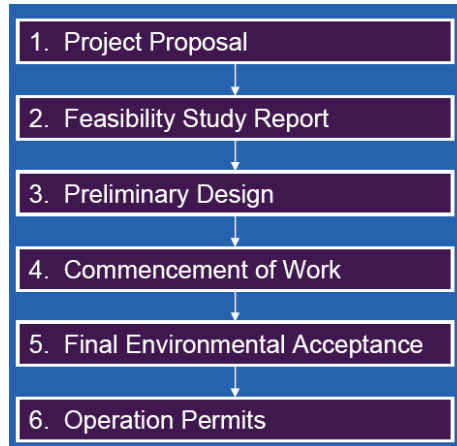 1. Project Proposal
2. Feasibility Study Report
3. Preliminary Design
4. Commencement of Work
5. Final Environmental Acceptance
6. Operation Permits